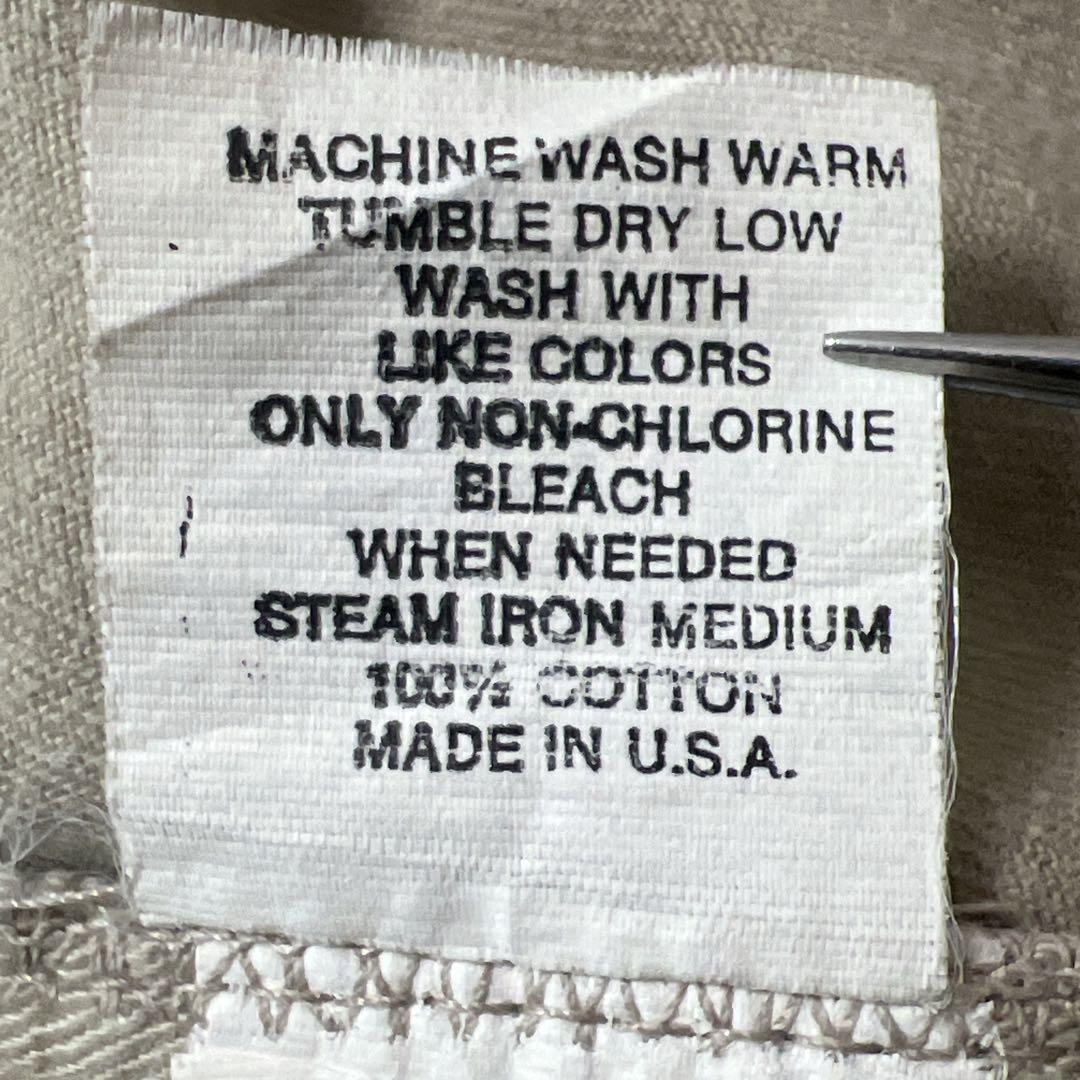 MACHINE WASH WARM
TUMBLE DRY LOW
WASH WITH
LIKE COLORS
ONLY NON-CHLORINE
BLEACH
WHEN NEEDED
STEAM IRON MEDIUM
100% COTTON
MADE IN U.S.A.